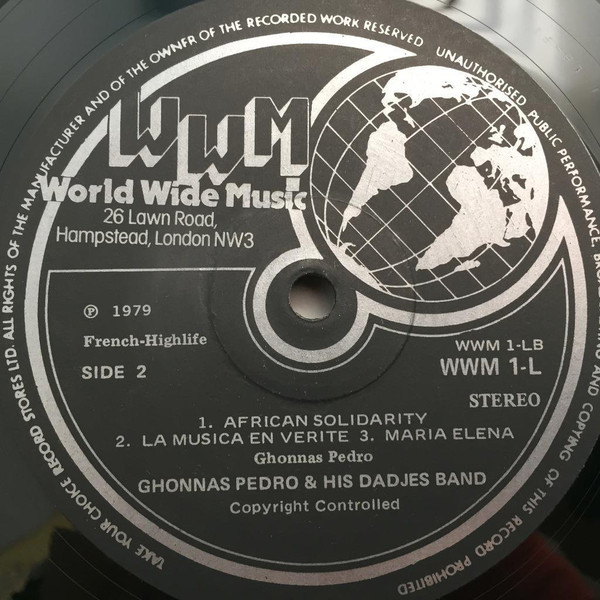 TAKE YOUR CHOICE RECORD STORES LTD. ALL RIGHTS OF THE MANUFACTURER AND OF THE OWNER OF THE RECORDED WORK RESERVED UNAUTHORISED PUBLIC PERFORMANCE, BROADCASTING AND COPYING OF THIS RECORD PROHIBITED
WWM
World Wide Music
26 Lawn Road,
Hampstead, London NW3
℗ 1979
French-Highlife
WWM 1-LB
SIDE 2
WWM 1-L
STEREO
1. AFRICAN SOLIDARITY
2. LA MUSICA EN VERITE 3. MARIA ELENA
Ghonnas Pedro
GHONNAS PEDRO & HIS DADJES BAND
Copyright Controlled